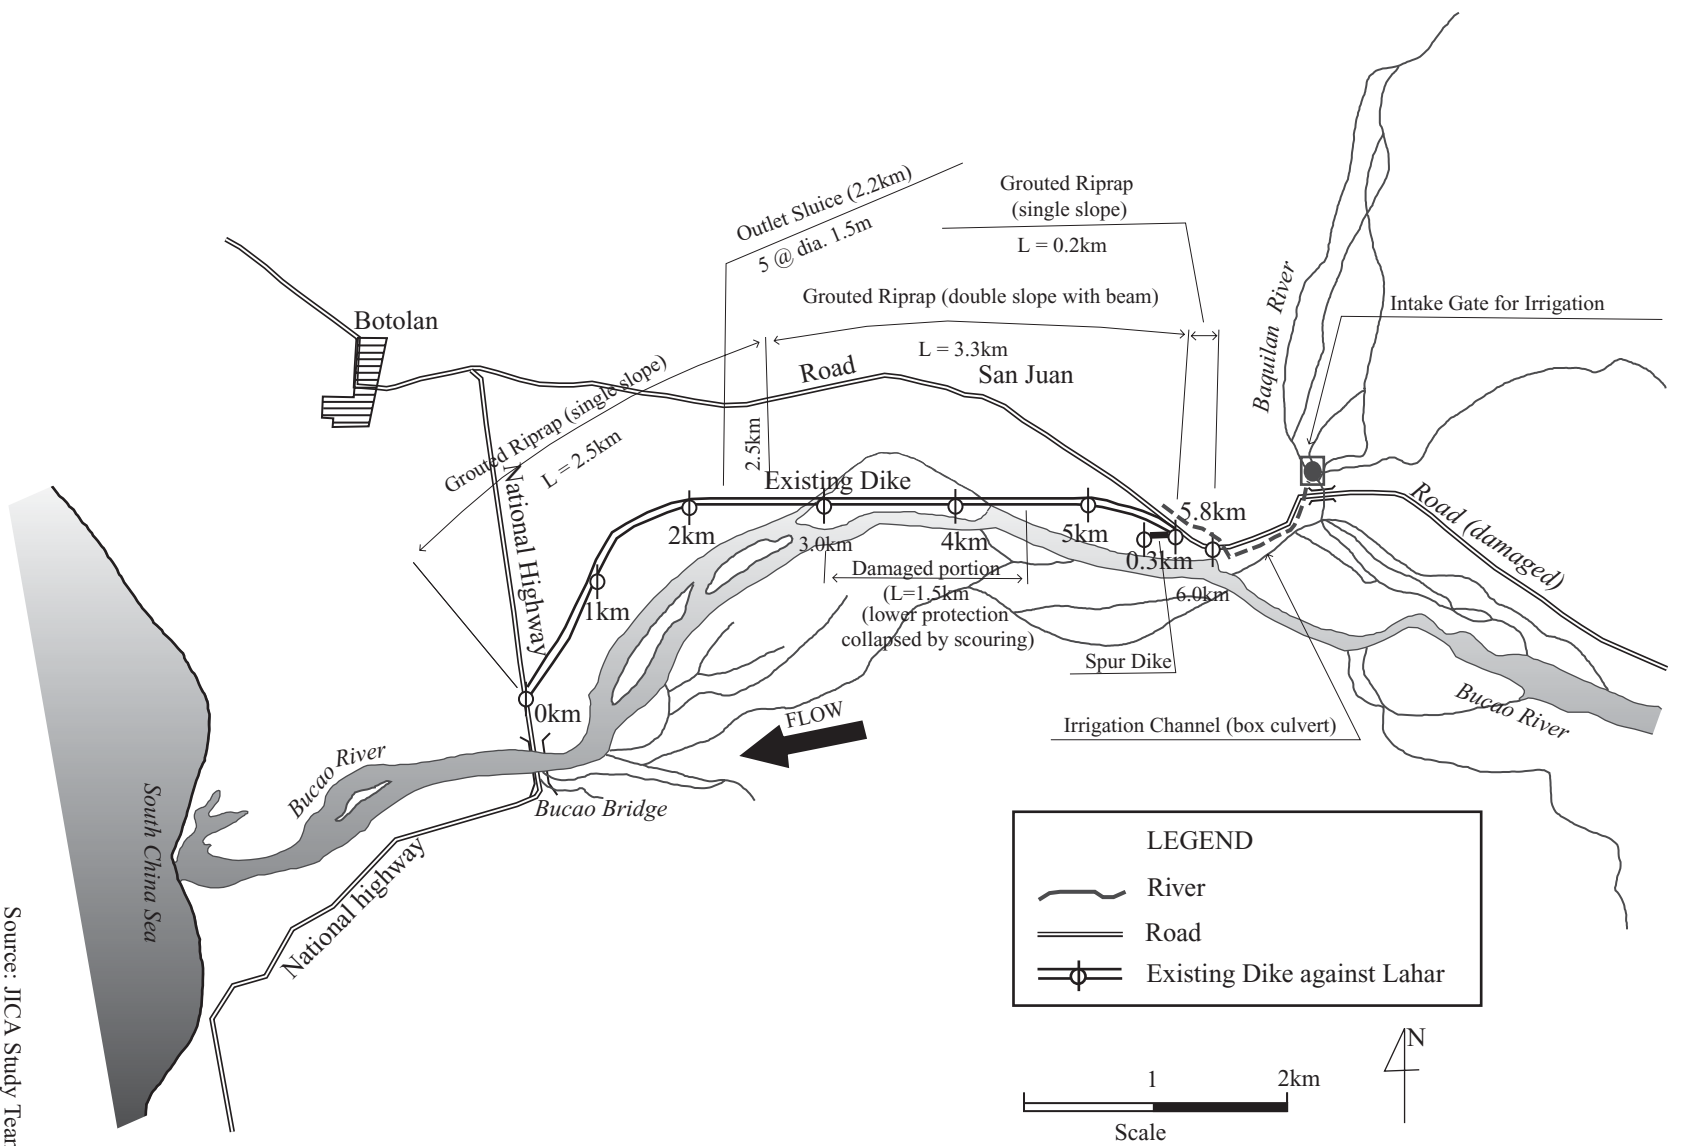 Outlet Sluice (2.2km)
5 @ dia. 1.5m
Grouted Riprap
(single slope)
L = 0.2km
Grouted Riprap (double slope with beam)
L = 3.3km
Intake Gate for Irrigation
Baquilan River
Botolan
Road
San Juan
Grouted Riprap (single slope)
L = 2.5km
2.5km
National Highway
Existing Dike
2km
3.0km
4km
5km
5.8km
0.3km
6.0km
1km
0km
Damaged portion
(L=1.5km
(lower protection
collapsed by scouring)
Road (damaged)
Spur Dike
Irrigation Channel (box culvert)
Bucao River
FLOW
Bucao River
Bucao Bridge
South China Sea
National highway
LEGEND
River
Road
Existing Dike against Lahar
N
1
2km
Scale
Source: JICA Study